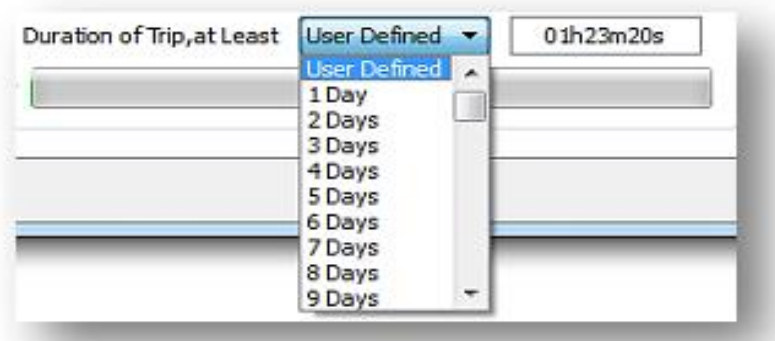 Duration of Trip,at Least User Defined 01h23m20s
User Defined
1 Day
2 Days
3 Days
4 Days
5 Days
6 Days
7 Days
8 Days
9 Days